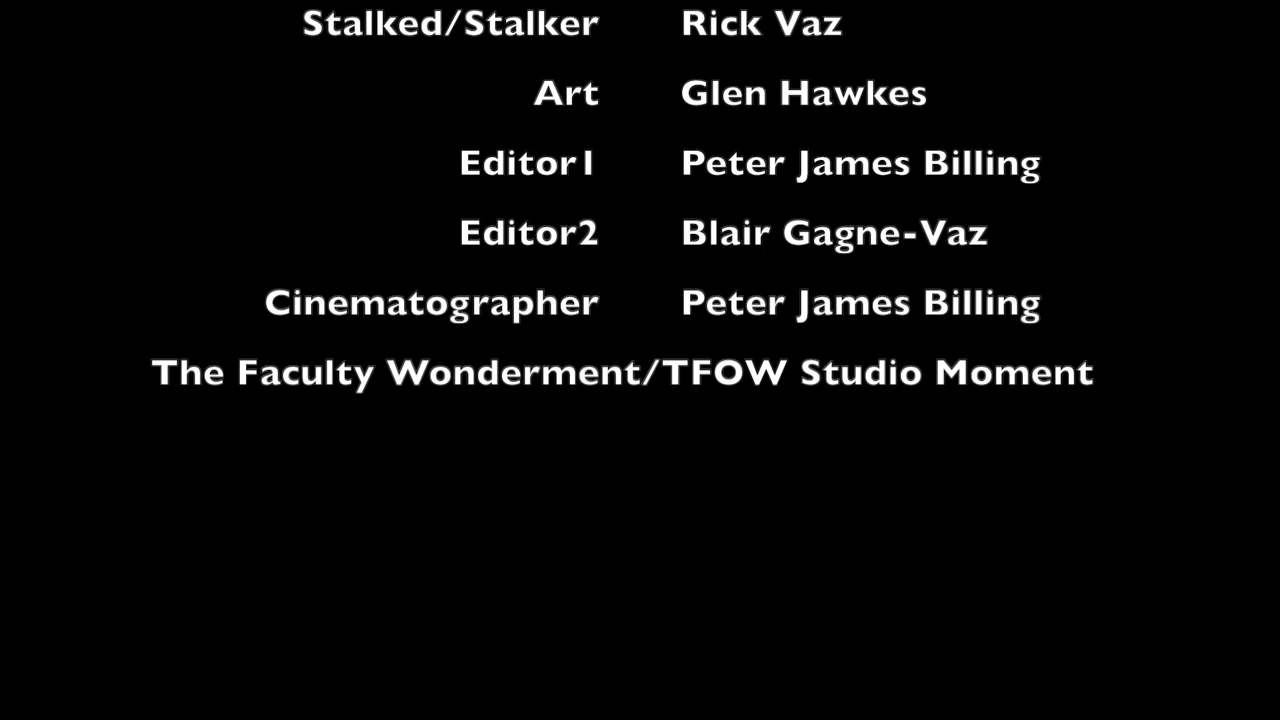 Stalked/Stalker Rick Vaz
Art Glen Hawkes
Editor1 Peter James Billing
Editor2 Blair Gagne-Vaz
Cinematographer Peter James Billing
The Faculty Wonderment/TFOW Studio Moment